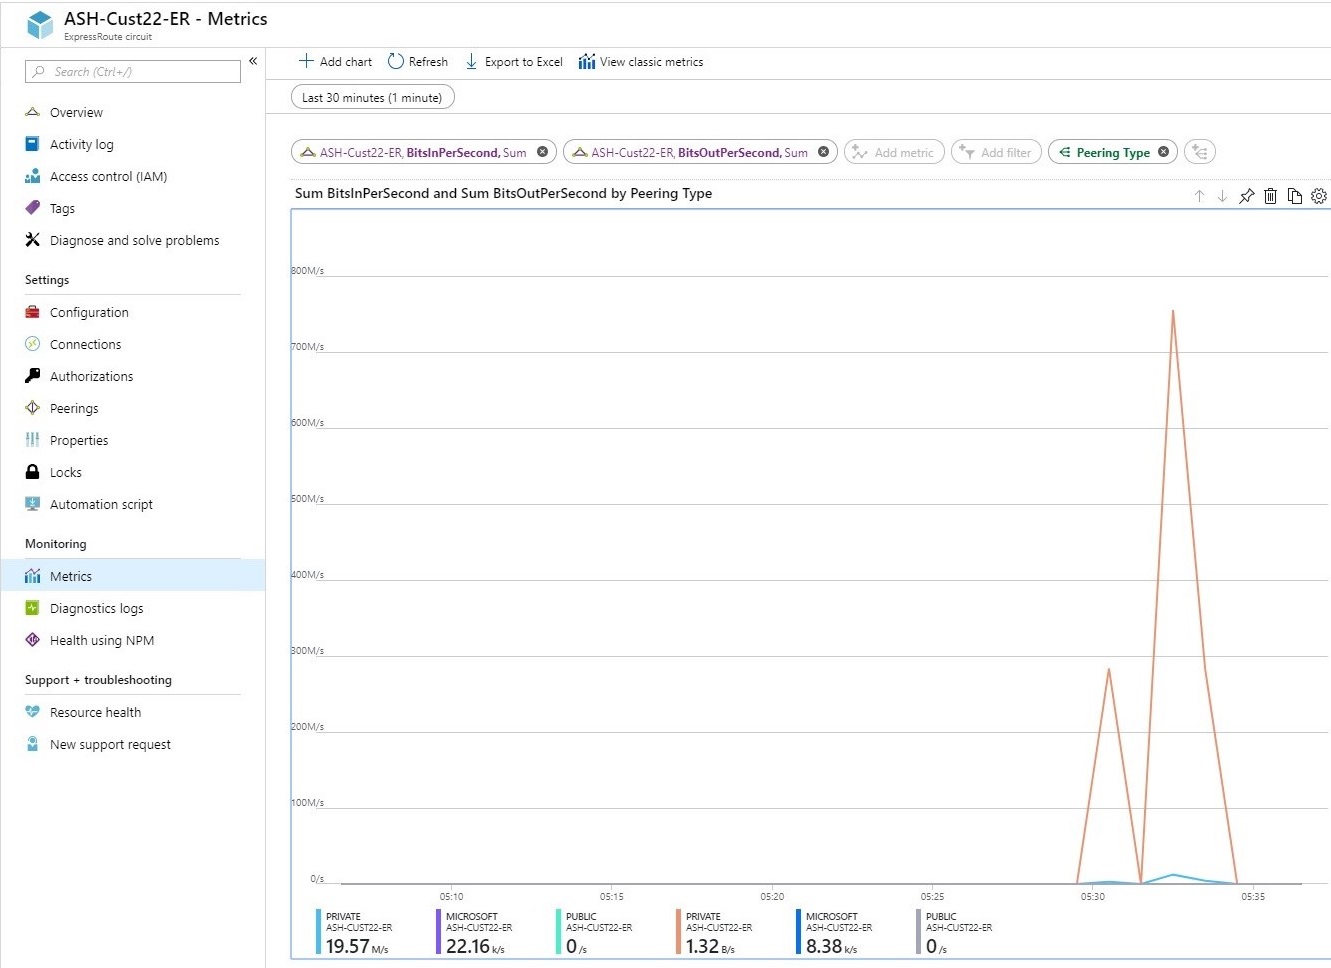 ASH-Cust22-ER - Metrics
ExpressRoute circuit
Search (Ctrl+/)
«
Overview
Activity log
Access control (IAM)
Tags
Diagnose and solve problems
Settings
Configuration
Connections
Authorizations
Peerings
Properties
Locks
Automation script
Monitoring
Metrics
Diagnostics logs
Health using NPM
Support + troubleshooting
Resource health
New support request
Add chart Refresh Export to Excel View classic metrics
Last 30 minutes (1 minute)
ASH-Cust22-ER, BitsInPerSecond, Sum ASH-Cust22-ER, BitsOutPerSecond, Sum Add metric Add filter Peering Type
Sum BitsInPerSecond and Sum BitsOutPerSecond by Peering Type
800M/s
700M/s
600M/s
500M/s
400M/s
300M/s
200M/s
100M/s
0/s
05:10 05:15 05:20 05:25 05:30 05:35
PRIVATE MICROSOFT PUBLIC PRIVATE MICROSOFT PUBLIC
ASH-CUST22-ER ASH-CUST22-ER ASH-CUST22-ER ASH-CUST22-ER ASH-CUST22-ER ASH-CUST22-ER
19.57 M/s 22.16 k/s 0 /s 1.32 B/s 8.38 k/s 0 /s